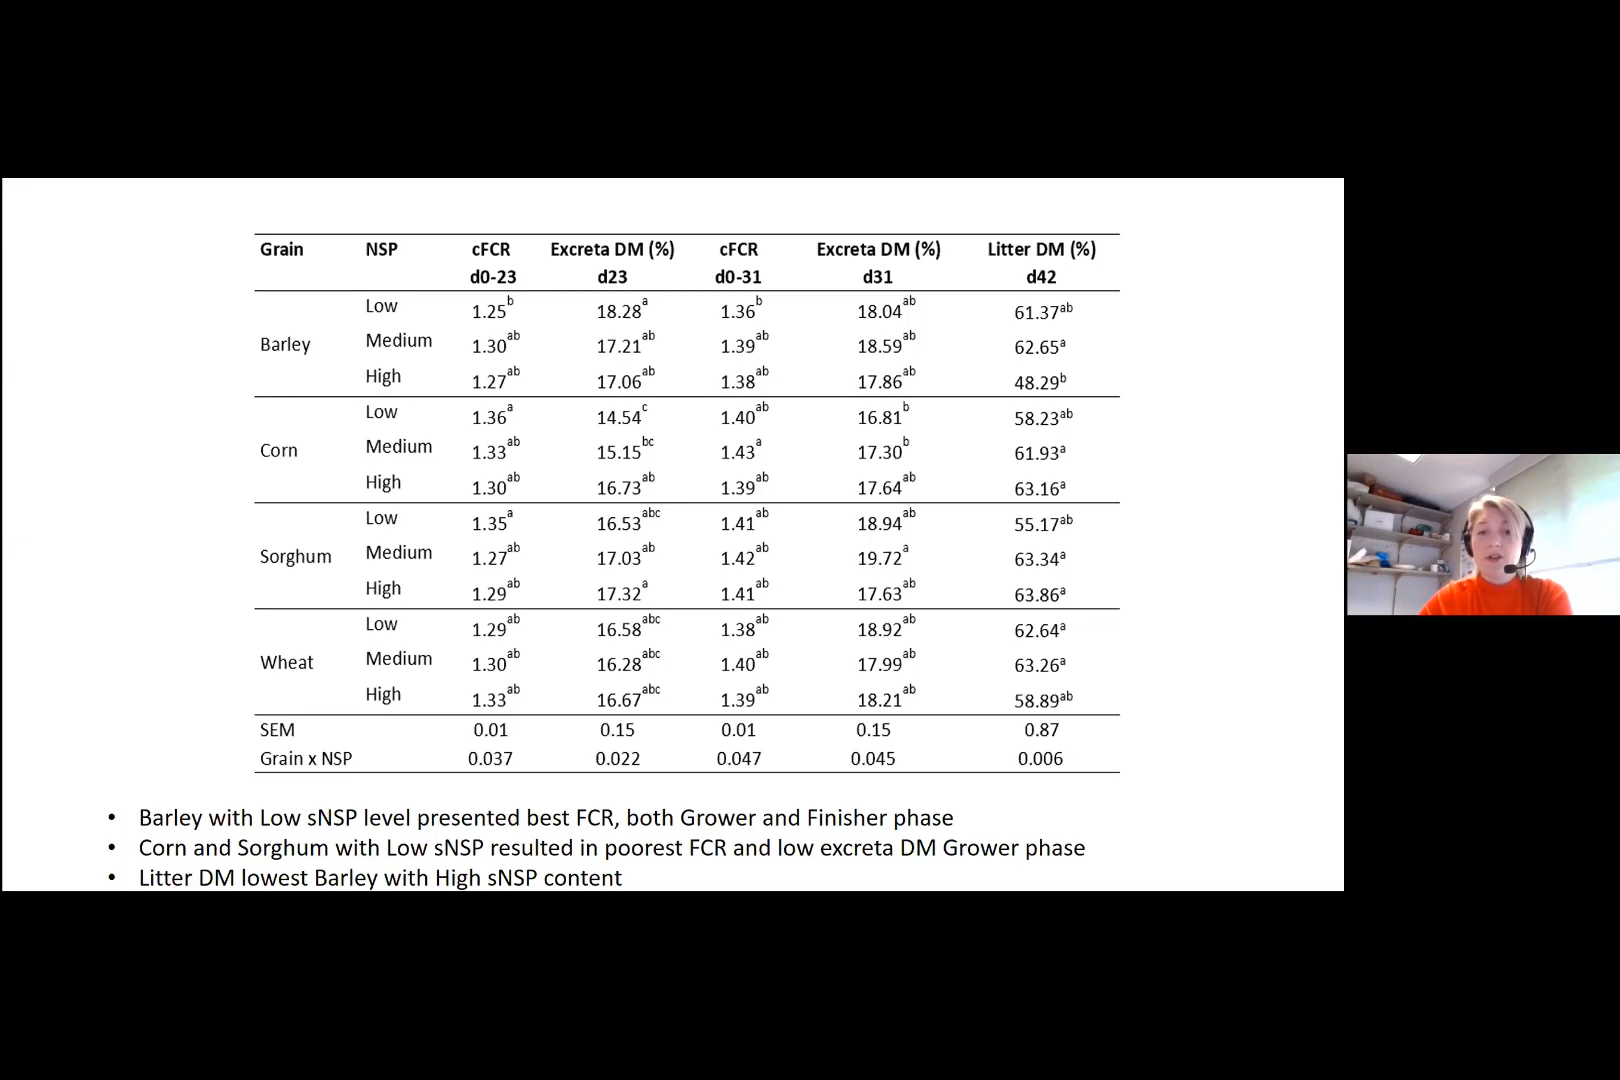 Grain NSP cFCR Excreta DM (%) cFCR Excreta DM (%) Litter DM (%)
d0-23 d23 d0-31 d31 d42
Barley
Low 1.25b 18.28a 1.36b 18.04ab 61.37ab
Medium 1.30ab 17.21ab 1.39ab 18.59ab 62.65a
High 1.27ab 17.06ab 1.38ab 17.86ab 48.29b
Corn
Low 1.36a 14.54c 1.40ab 16.81b 58.23ab
Medium 1.33ab 15.15bc 1.43a 17.30b 61.93a
High 1.30ab 16.73ab 1.39ab 17.64ab 63.16a
Sorghum
Low 1.35a 16.53abc 1.41ab 18.94ab 55.17ab
Medium 1.27ab 17.03ab 1.42ab 19.72a 63.34a
High 1.29ab 17.32a 1.41ab 17.63ab 63.86a
Wheat
Low 1.29ab 16.58abc 1.38ab 18.92ab 62.64a
Medium 1.30ab 16.28abc 1.40ab 17.99ab 63.26a
High 1.33ab 16.67abc 1.39ab 18.21ab 58.89ab
SEM 0.01 0.15 0.01 0.15 0.87
Grain x NSP 0.037 0.022 0.047 0.045 0.006
• Barley with Low sNSP level presented best FCR, both Grower and Finisher phase
• Corn and Sorghum with Low sNSP resulted in poorest FCR and low excreta DM Grower phase
• Litter DM lowest Barley with High sNSP content